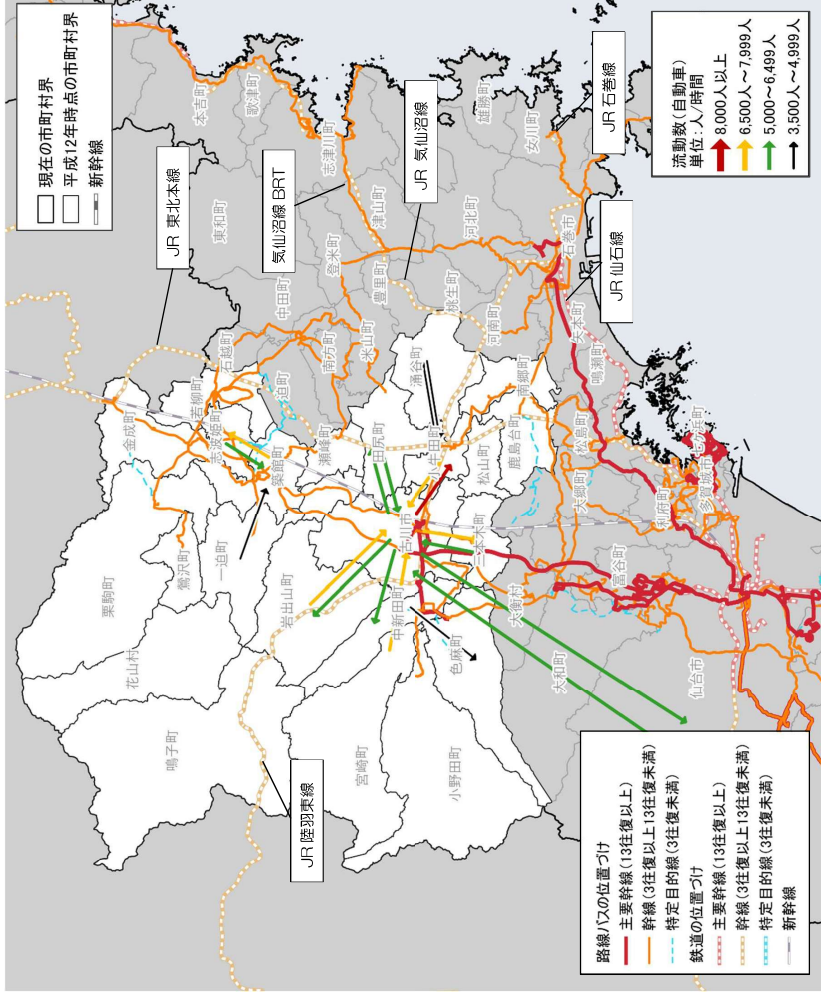 現在の市町村界
平成12年時点の市町村界
新幹線
流動数(自動車)
単位:人/時間
8,000人以上
6,500人～7,999人
5,000～6,499人
3,500人～4,999人
JR 東北本線
気仙沼線 BRT
JR 気仙沼線
JR 石巻線
JR 仙石線
JR 陸羽東線
本吉町
歌津町
志津川町
雄勝町
女川町
東和町
登米町
津山町
河北町
石巻市
中田町
豊里町
桃生町
河南町
矢本町
鳴瀬町
石越町
南方町
米山町
迫町
若柳町
金成町
志波姫町
築館町
瀬峰町
田尻町
涌谷町
小牛田町
南郷町
松山町
鹿島台町
松島町
七ヶ浜町
多賀城市
利府町
大郷町
栗駒町
鶯沢町
一迫町
花山村
岩出山町
古川市
三本木町
中新田町
色麻町
大衡村
富谷町
大和町
仙台市
鳴子町
宮崎町
小野田町
路線バスの位置づけ
主要幹線(13往復以上)
幹線(3往復以上13往復未満)
特定目的線(3往復未満)
鉄道の位置づけ
主要幹線(13往復以上)
幹線(3往復以上13往復未満)
特定目的線(3往復未満)
新幹線